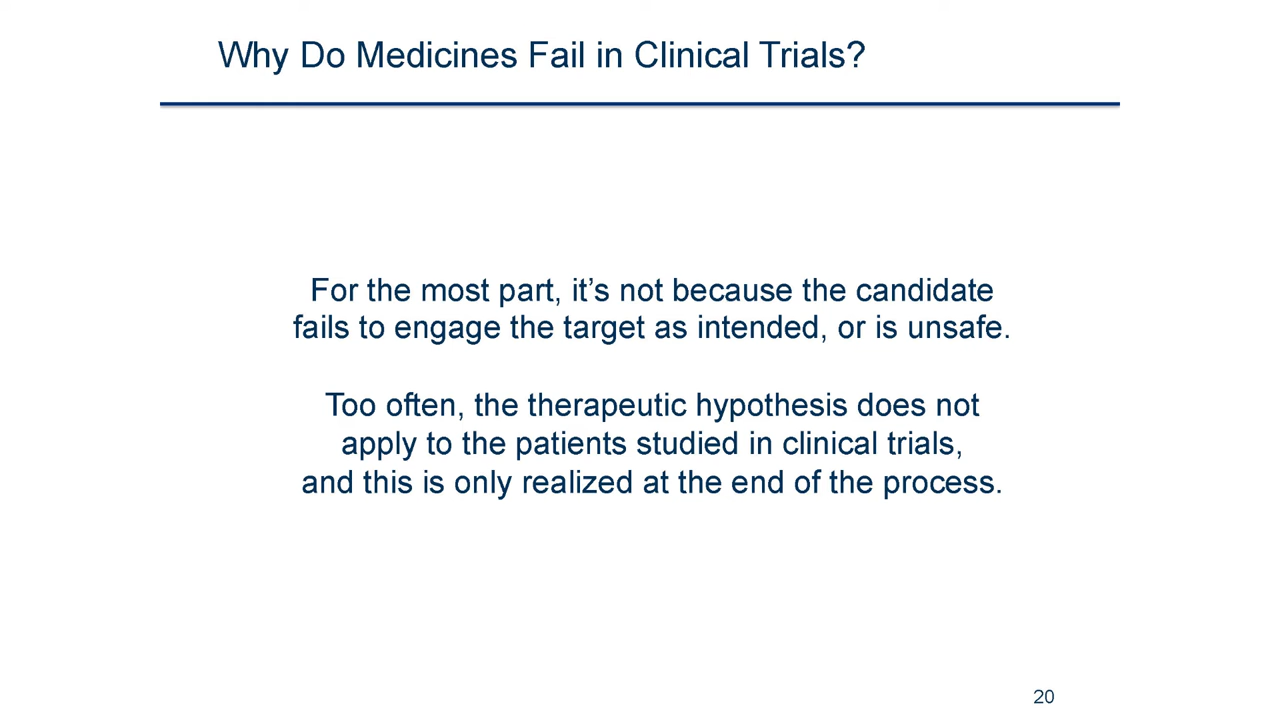 Why Do Medicines Fail in Clinical Trials?
For the most part, it’s not because the candidate
fails to engage the target as intended, or is unsafe.
Too often, the therapeutic hypothesis does not
apply to the patients studied in clinical trials,
and this is only realized at the end of the process.
20